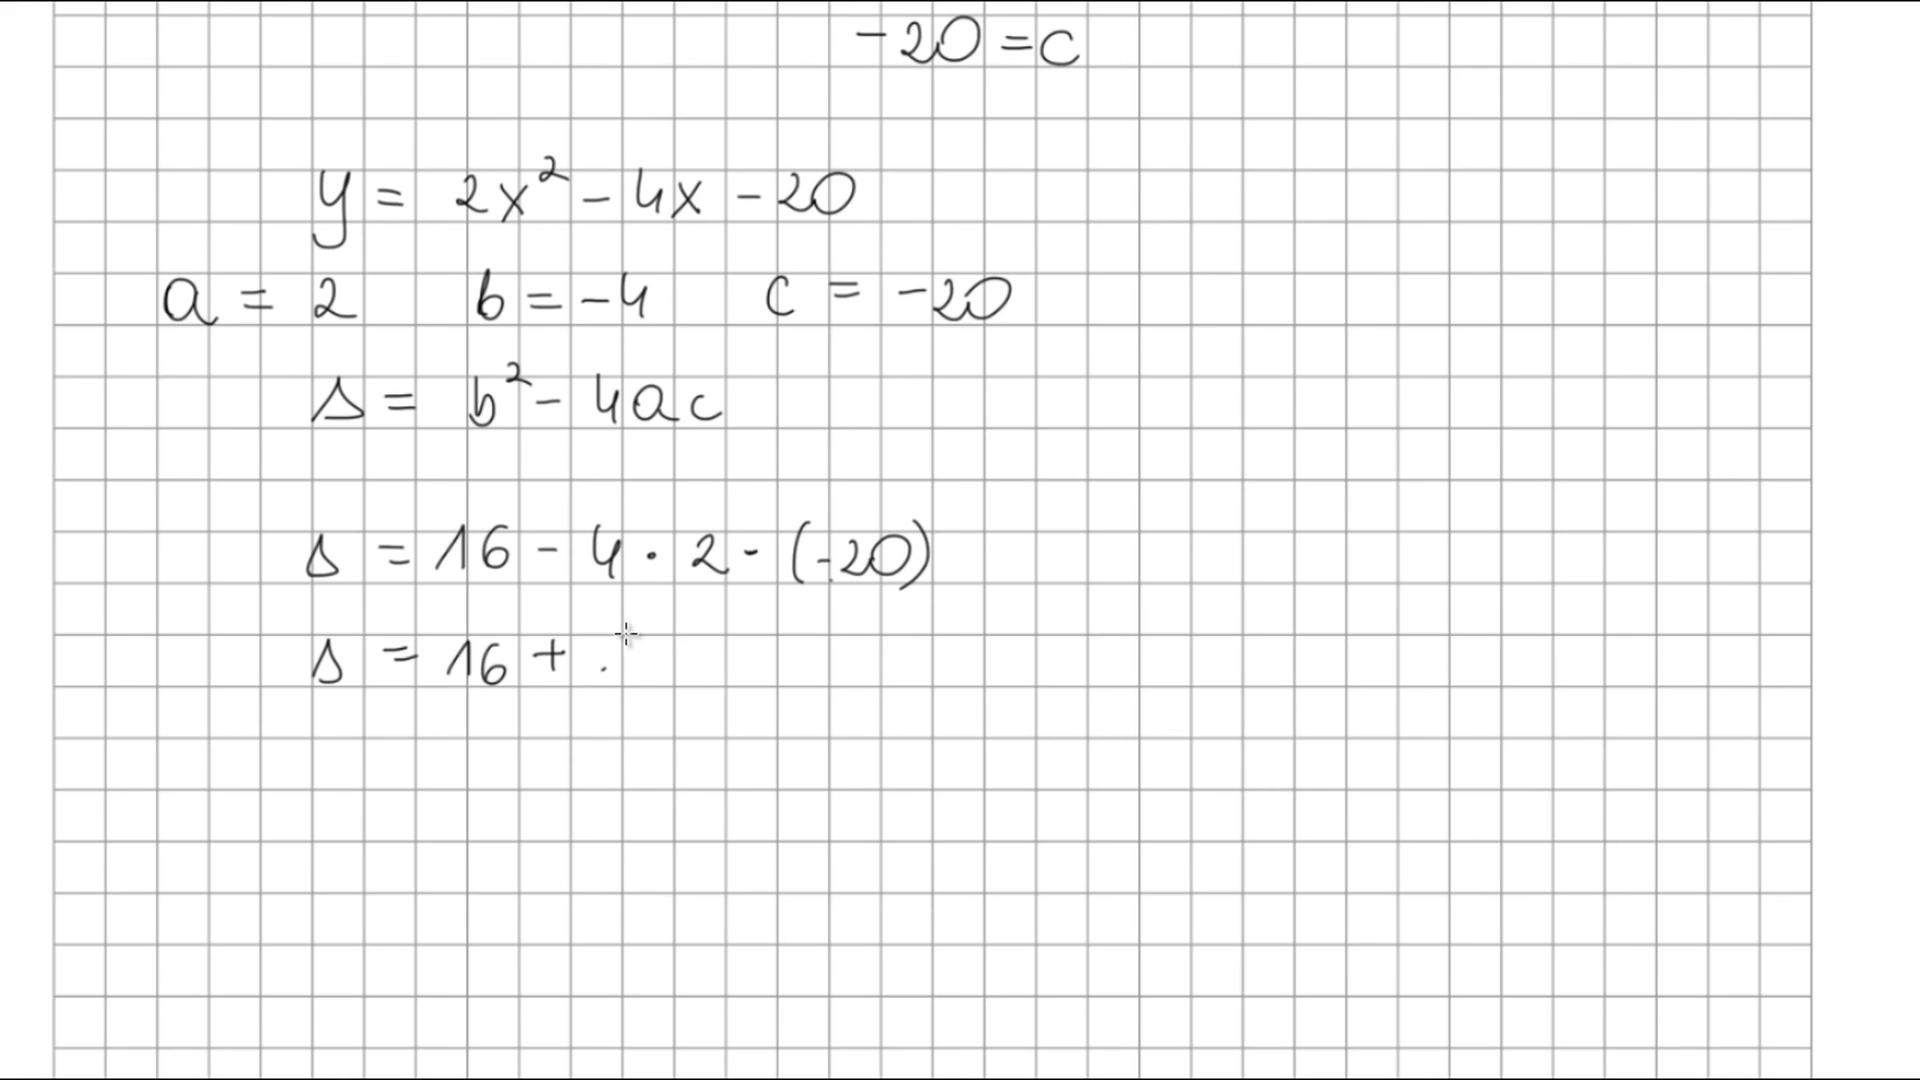 -20 = c
y = 2x² - 4x - 20
a = 2 b = -4 c = -20
Δ = b² - 4ac
Δ = 16 - 4 · 2 · (-20)
Δ = 16 + .